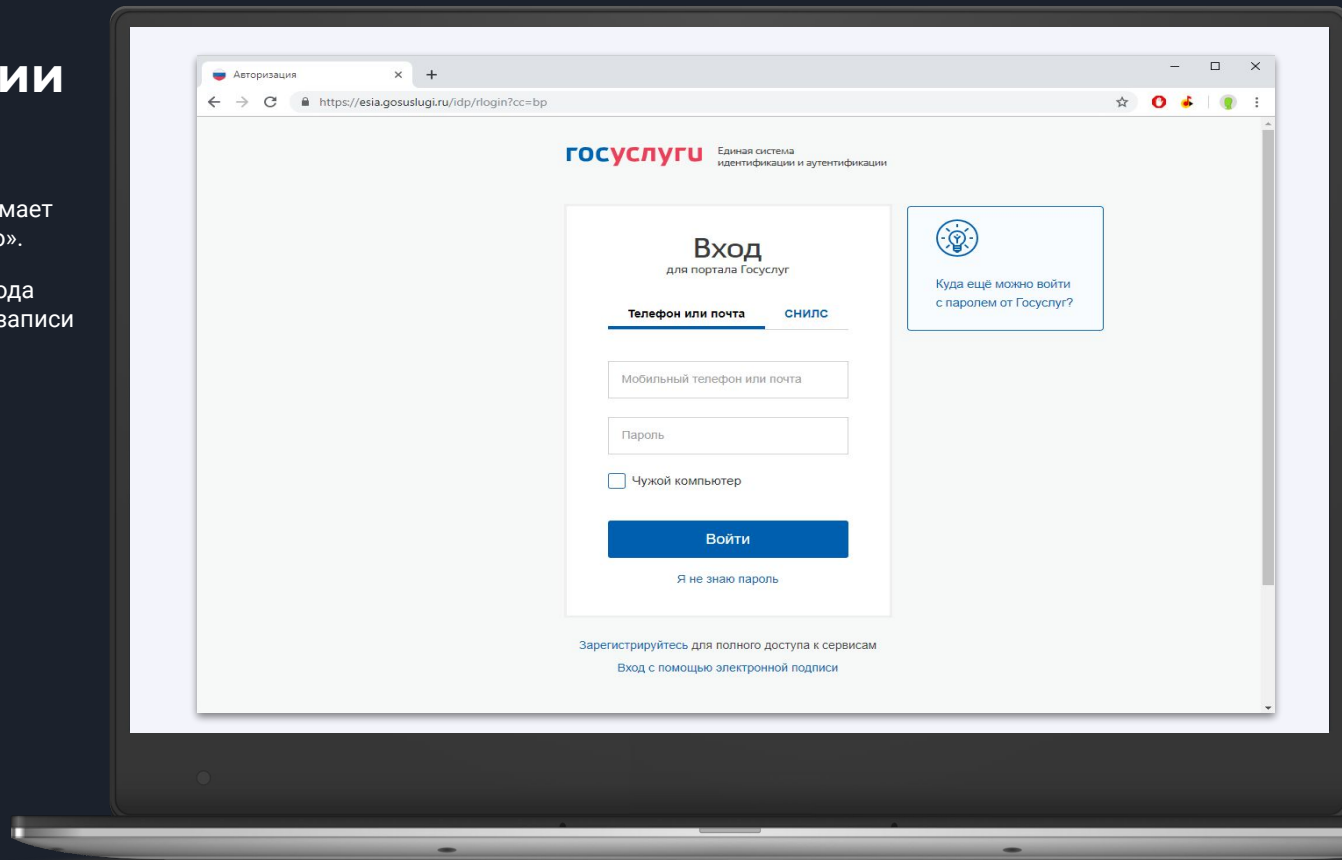 ии
мает
о».
ода
записи
Авторизация
https://esia.gosuslugi.ru/idp/rlogin?cc=bp
госуслуги
Единая система
идентификации и аутентификации
Вход
для портала Госуслуг
Телефон или почта СНИЛС
Мобильный телефон или почта
Пароль
Чужой компьютер
Войти
Я не знаю пароль
Куда ещё можно войти
с паролем от Госуслуг?
Зарегистрируйтесь для полного доступа к сервисам
Вход с помощью электронной подписи